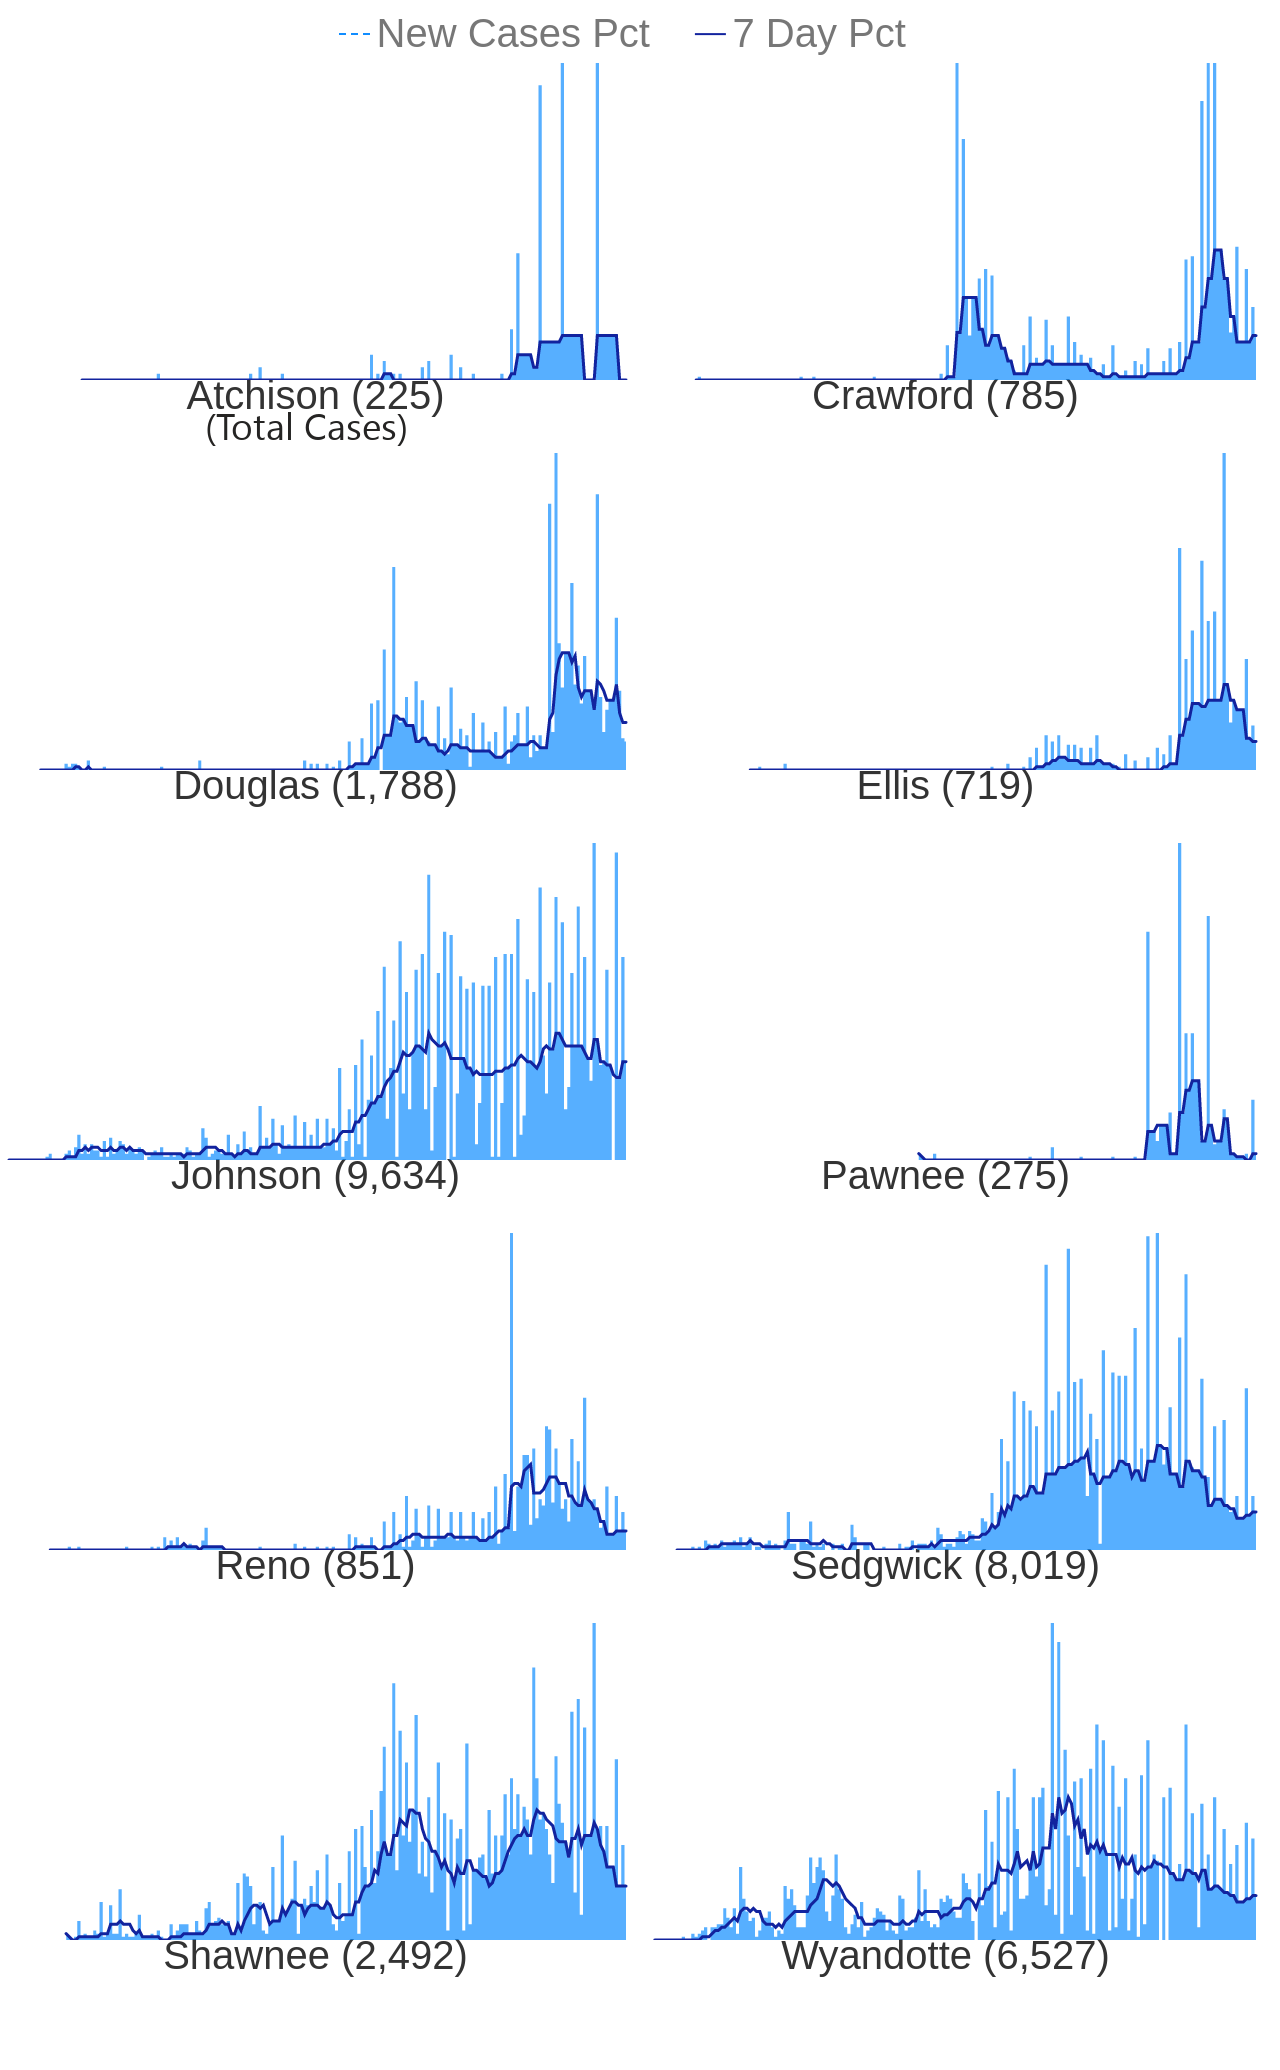 New Cases Pct 7 Day Pct
Atchison (225) Crawford (785)
(Total Cases)
Douglas (1,788) Ellis (719)
Johnson (9,634) Pawnee (275)
Reno (851) Sedgwick (8,019)
Shawnee (2,492) Wyandotte (6,527)